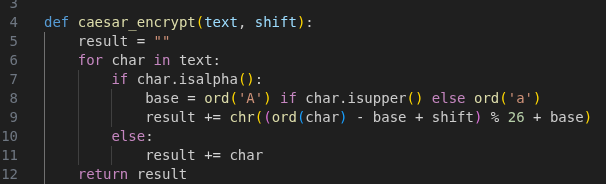 3
4 def caesar_encrypt(text, shift):
5     result = ""
6     for char in text:
7         if char.isalpha():
8             base = ord('A') if char.isupper() else ord('a')
9             result += chr((ord(char) - base + shift) % 26 + base)
10         else:
11             result += char
12     return result